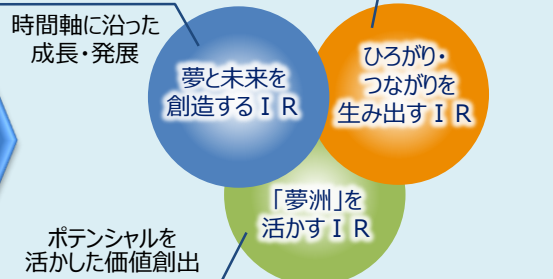 時間軸に沿った
成長・発展
夢と未来を
創造するＩＲ
ひろがり・
つながりを
生み出すＩＲ
「夢洲」を
活かすＩＲ
ポテンシャルを
活かした価値創出